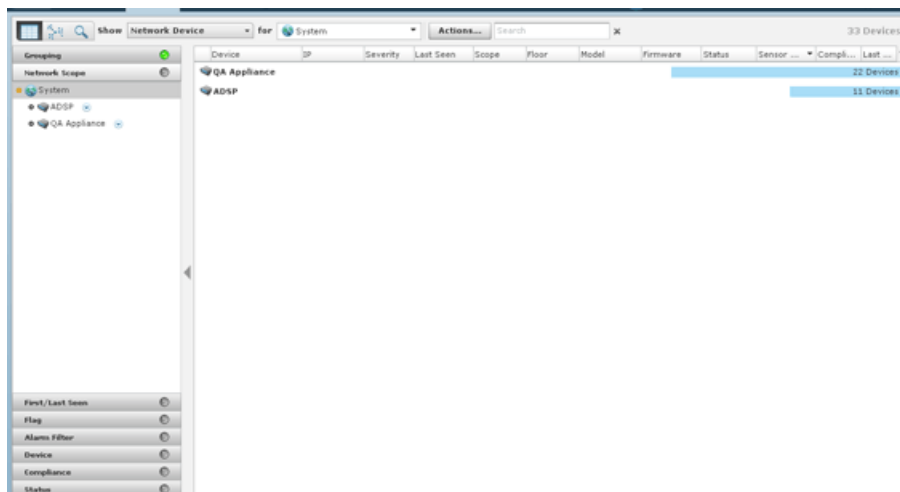 Show Network Device for System Actions... Search x 33 Devices
Grouping
Network Scope
System
ADSP
QA Appliance
First/Last Seen
Flag
Alarms Filter
Device
Compliance
Status
Device IP Severity Last Seen Scope Floor Model Firmware Status Sensor ... Compli... Last ...
QA Appliance 22 Devices
ADSP 11 Devices